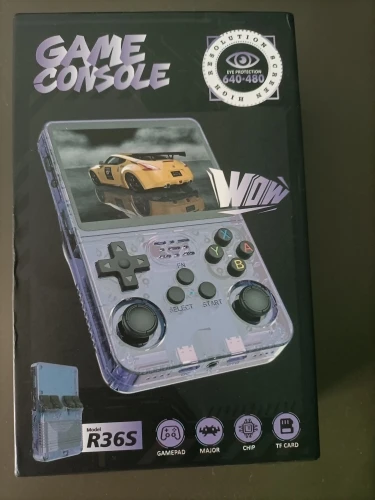 GAME
CONSOLE
HIGH RESOLUTION SCREEN
EYE PROTECTION
640*480
WOW
X
Y
A
B
FN
SELECT
START
Model
R36S
GAMEPAD
MAJOR
CHIP
TF CARD